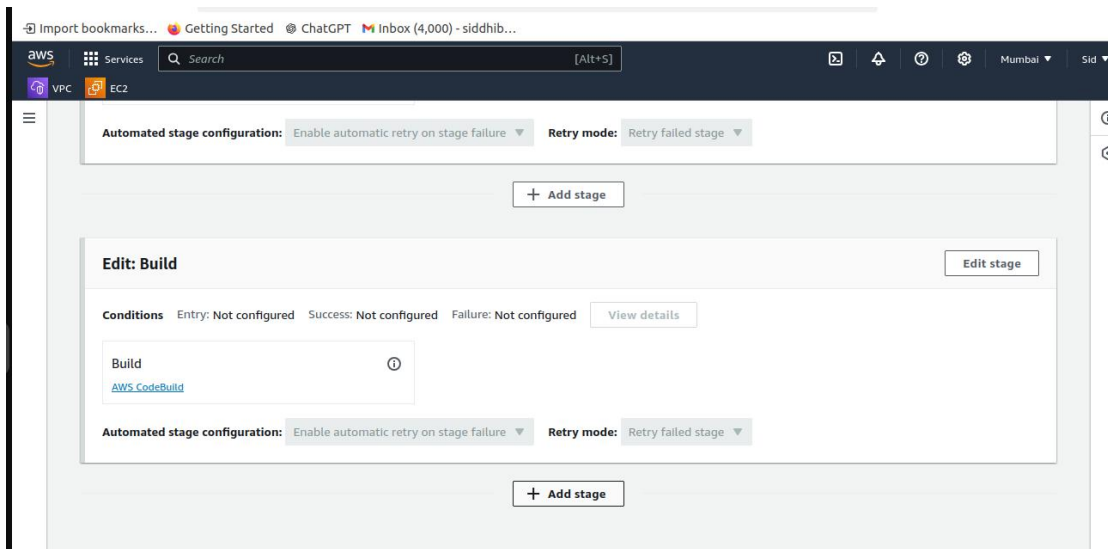 Import bookmarks... Getting Started ChatGPT Inbox (4,000) - siddhib...
aws Services Search [Alt+S] Mumbai ▼ Sid ▼
VPC EC2
Automated stage configuration: Enable automatic retry on stage failure ▼ Retry mode: Retry failed stage ▼
+ Add stage
Edit: Build Edit stage
Conditions Entry: Not configured Success: Not configured Failure: Not configured View details
Build
AWS CodeBuild
Automated stage configuration: Enable automatic retry on stage failure ▼ Retry mode: Retry failed stage ▼
+ Add stage